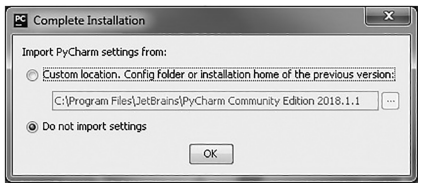 PC Complete Installation
Import PyCharm settings from:
Custom location. Config folder or installation home of the previous version:
C:\Program Files\JetBrains\PyCharm Community Edition 2018.1.1
...
Do not import settings
OK